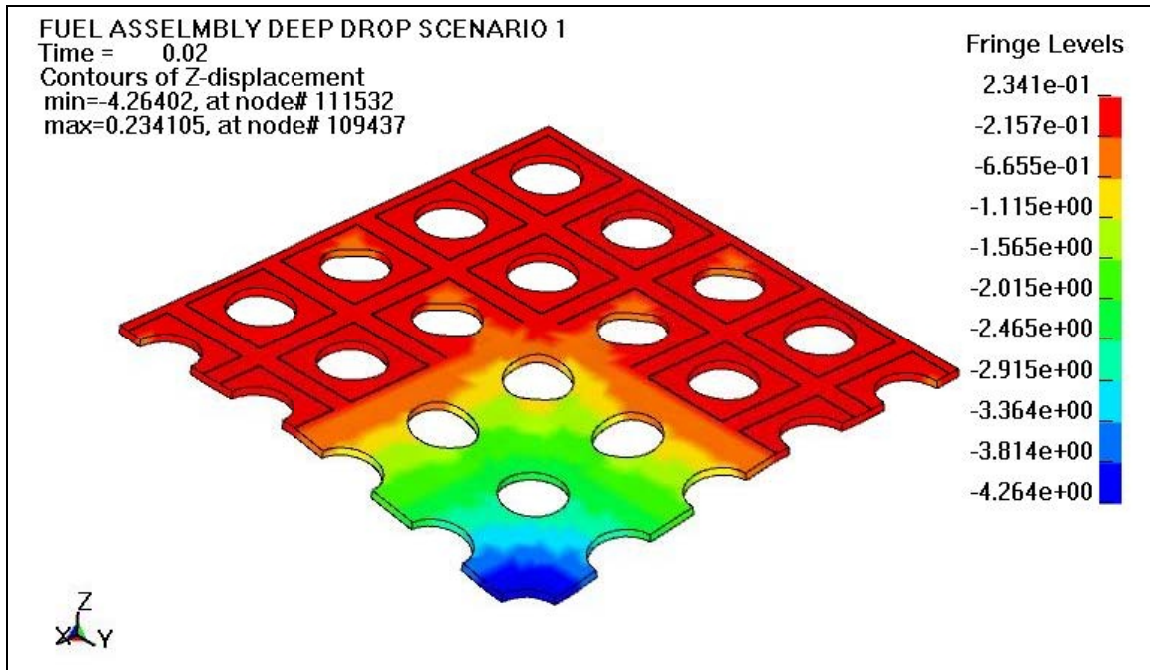 FUEL ASSELMBLY DEEP DROP SCENARIO 1
Time = 0.02
Contours of Z-displacement
min=-4.26402, at node# 111532
max=0.234105, at node# 109437
Fringe Levels
2.341e-01
-2.157e-01
-6.655e-01
-1.115e+00
-1.565e+00
-2.015e+00
-2.465e+00
-2.915e+00
-3.364e+00
-3.814e+00
-4.264e+00
Z
X
Y